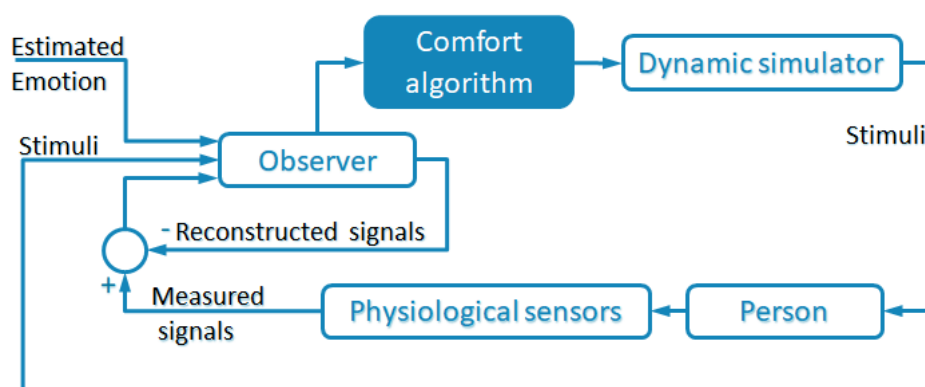 Estimated
Emotion
Comfort
algorithm
Dynamic simulator
Stimuli
Stimuli
Observer
- Reconstructed signals
+
Measured
signals
Physiological sensors
Person